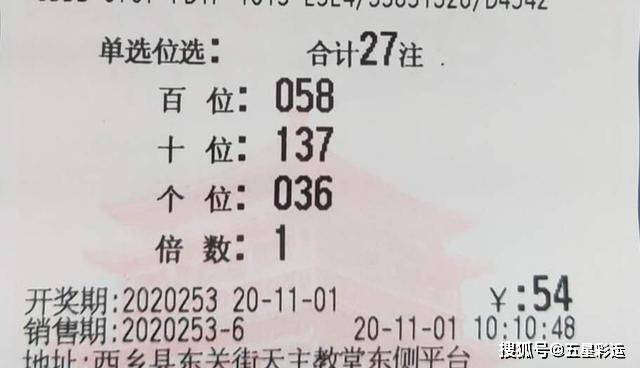 单选位选: 合计27注
百位: 058
十位: 137
个位: 036
倍数: 1
开奖期:2020253 20-11-01 ¥:54
销售期:2020253-6 20-11-01 10:10:48
地址:西乡县东关街天主教堂东侧平台
搜狐号@五星彩运